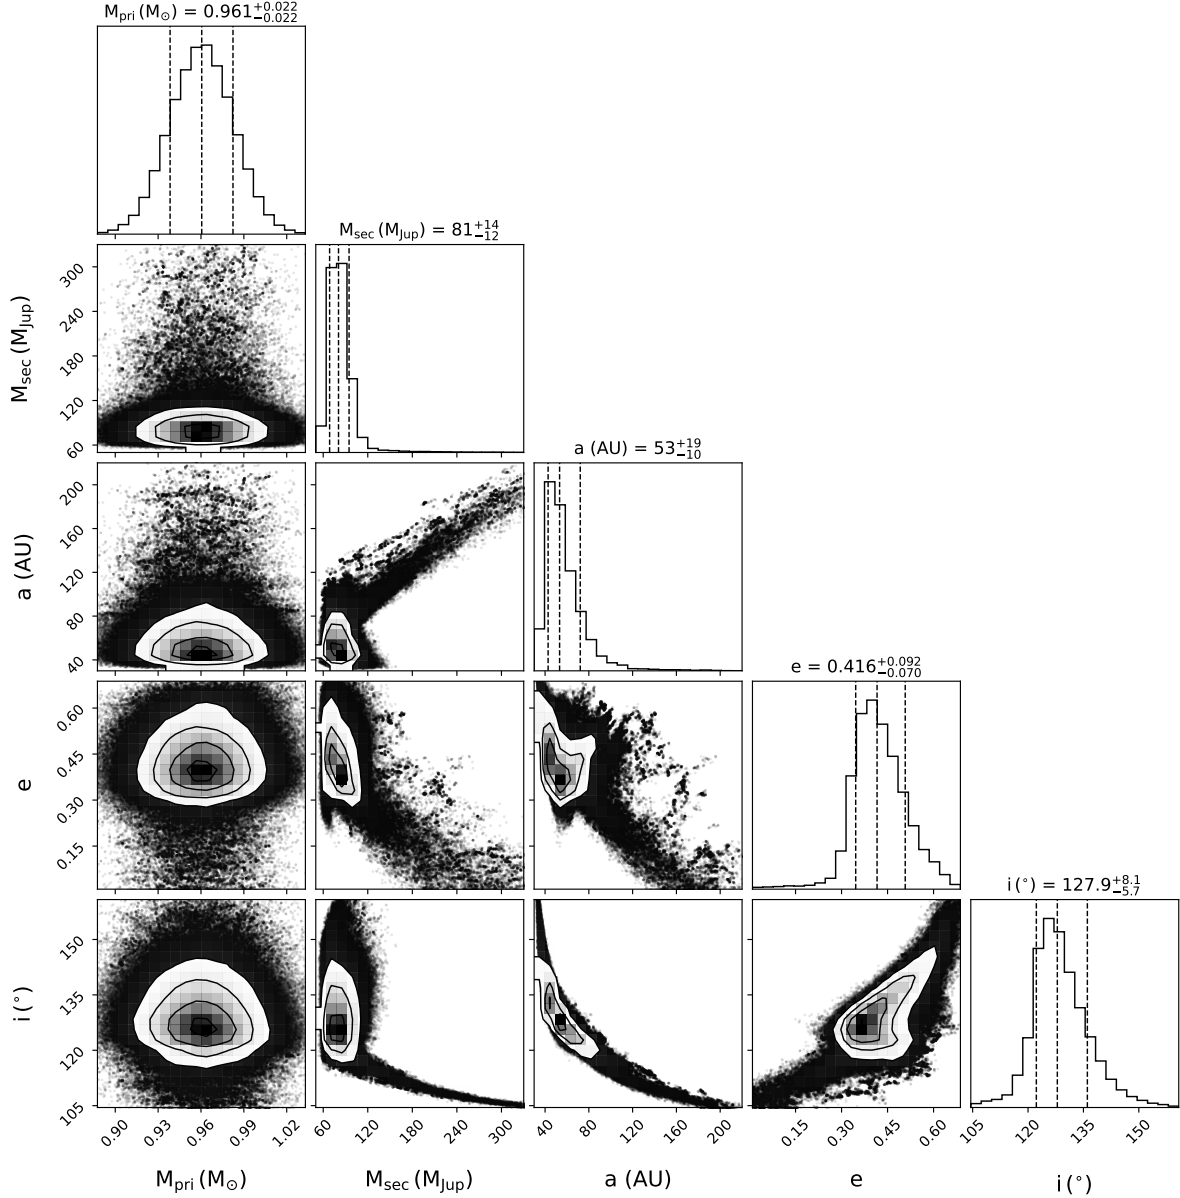 M_pri (M_⊙) = 0.961^{+0.022}_{−0.022}
M_sec (M_Jup) = 81^{+14}_{−12}
300
240
180
120
60
M_sec (M_Jup)
a (AU) = 53^{+19}_{−10}
200
160
120
80
40
a (AU)
e = 0.416^{+0.092}_{−0.070}
0.60
0.45
0.30
0.15
e
i (°) = 127.9^{+8.1}_{−5.7}
150
135
120
105
i (°)
0.90 0.93 0.96 0.99 1.02 60 120 180 240 300 40 80 120 160 200 0.15 0.30 0.45 0.60 105 120 135 150
M_pri (M_⊙) M_sec (M_Jup) a (AU) e i (°)